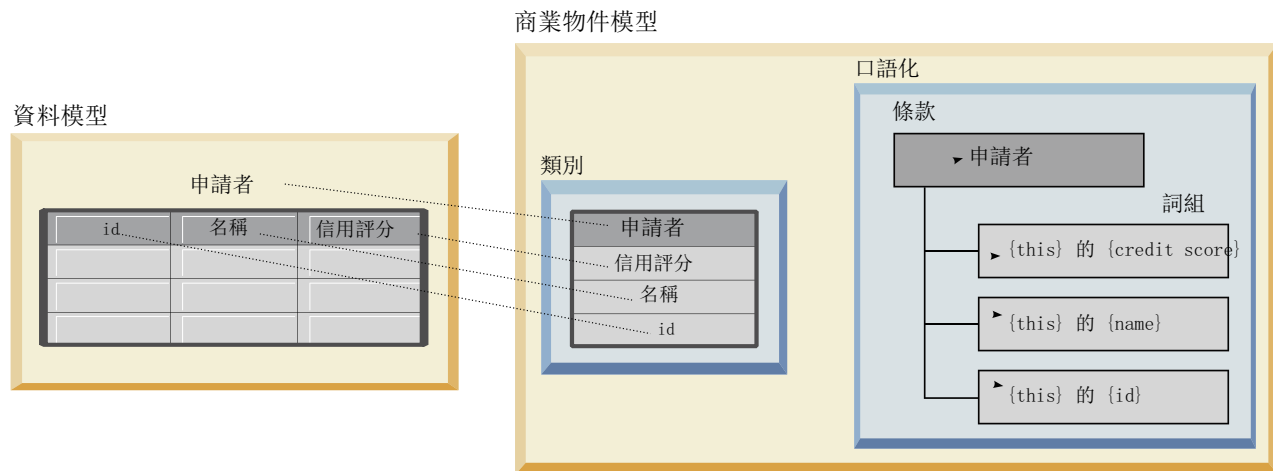 商業物件模型
口語化
資料模型
條款
申請者
類別
申請者
詞組
id
名稱
信用評分
申請者
{this} 的 {credit score}
信用評分
名稱
{this} 的 {name}
id
{this} 的 {id}